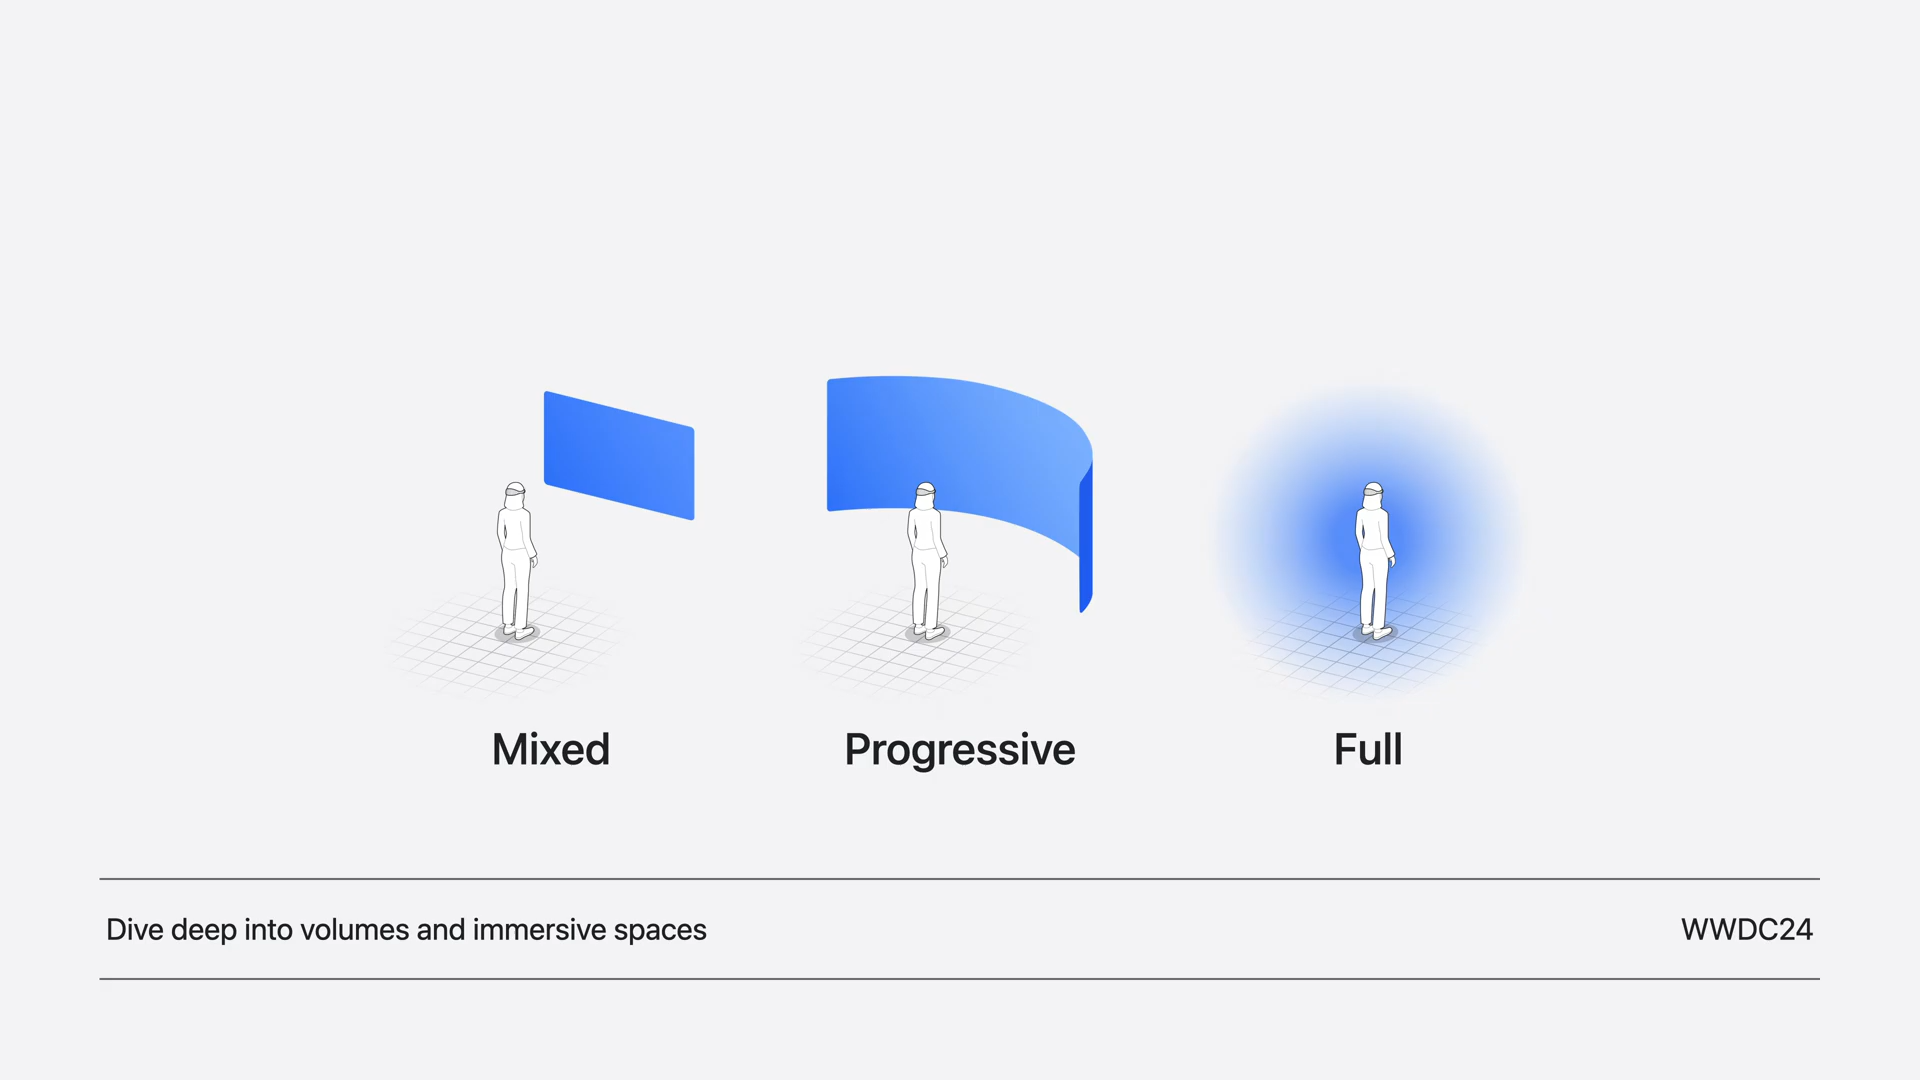 Mixed
Progressive
Full
Dive deep into volumes and immersive spaces
WWDC24